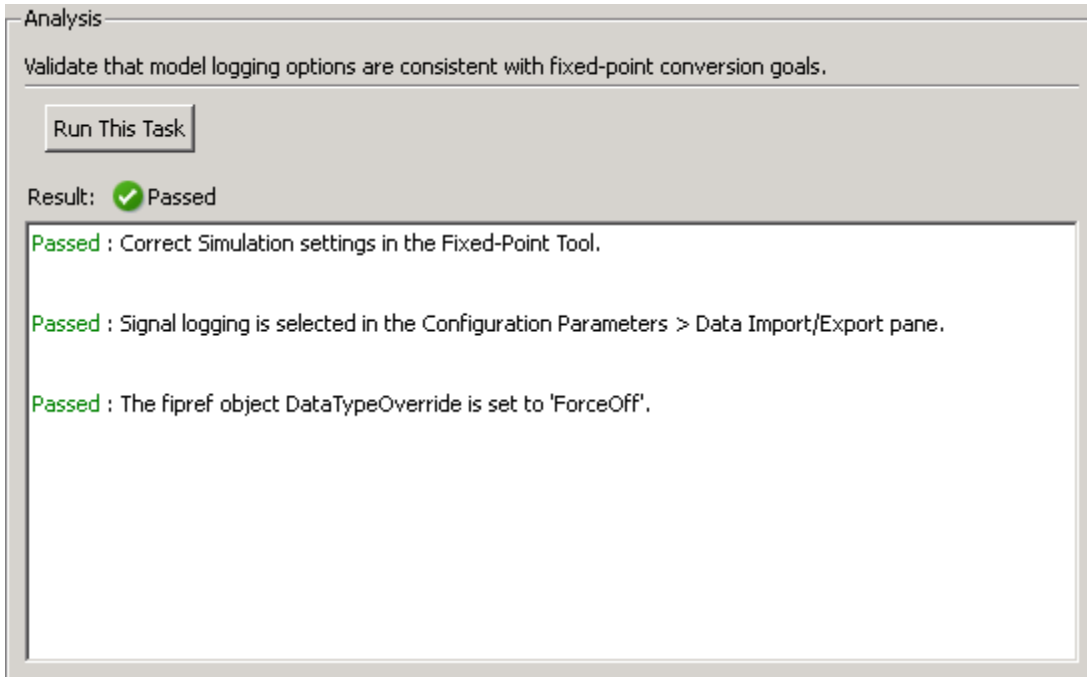 Analysis
Validate that model logging options are consistent with fixed-point conversion goals.
Run This Task
Result: Passed
Passed : Correct Simulation settings in the Fixed-Point Tool.
Passed : Signal logging is selected in the Configuration Parameters > Data Import/Export pane.
Passed : The fipref object DataTypeOverride is set to 'ForceOff'.